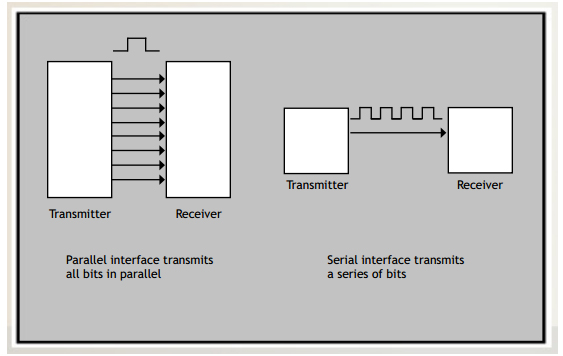 Transmitter
Receiver
Parallel interface transmits
all bits in parallel
Transmitter
Receiver
Serial interface transmits
a series of bits